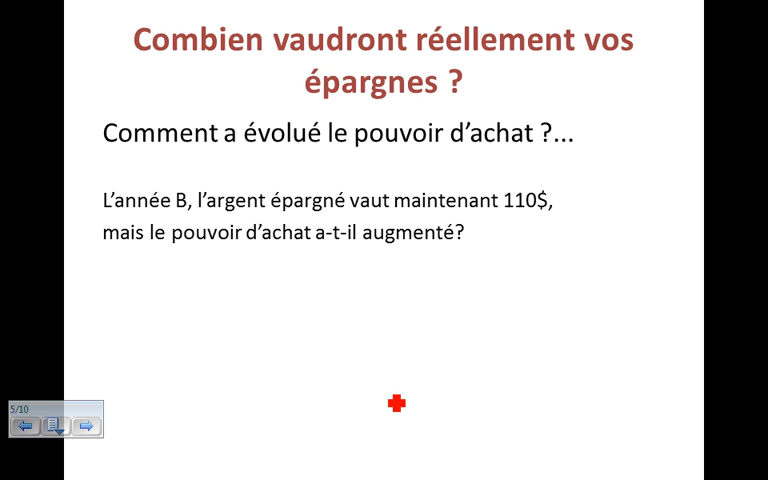 Combien vaudront réellement vos
épargnes ?
Comment a évolué le pouvoir d’achat ?...
L’année B, l’argent épargné vaut maintenant 110$,
mais le pouvoir d’achat a-t-il augmenté?
5/10